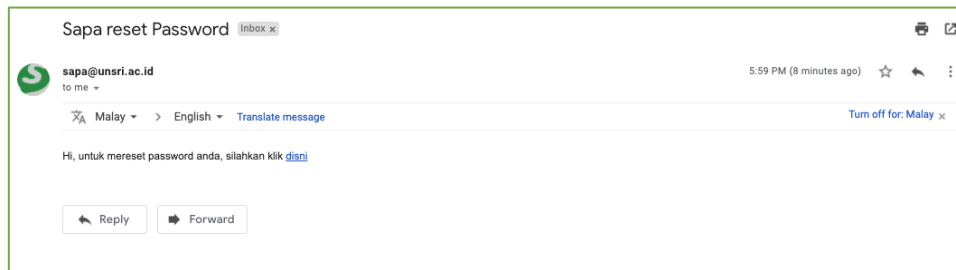 Sapa reset Password Inbox x
sapa@unsri.ac.id 5:59 PM (8 minutes ago)
to me
Malay > English Translate message Turn off for: Malay x
Hi, untuk mereset password anda, silahkan klik disni
Reply Forward